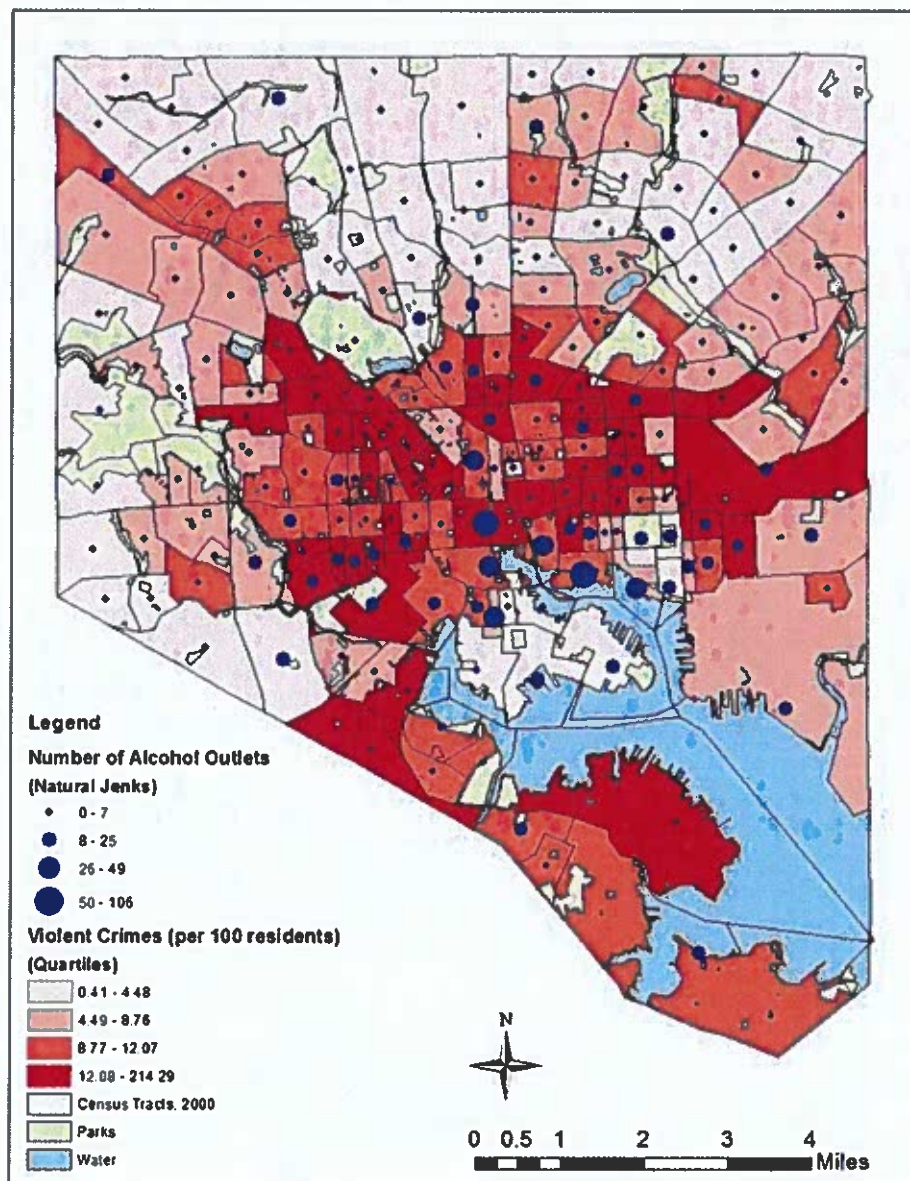 Legend
Number of Alcohol Outlets
(Natural Jenks)
0 - 7
8 - 25
26 - 49
50 - 106
Violent Crimes (per 100 residents)
(Quartiles)
0.41 - 4.48
4.49 - 8.76
8.77 - 12.07
12.08 - 214.29
Census Tracts, 2000
Parks
Water
N
0 0.5 1 2 3 4
Miles